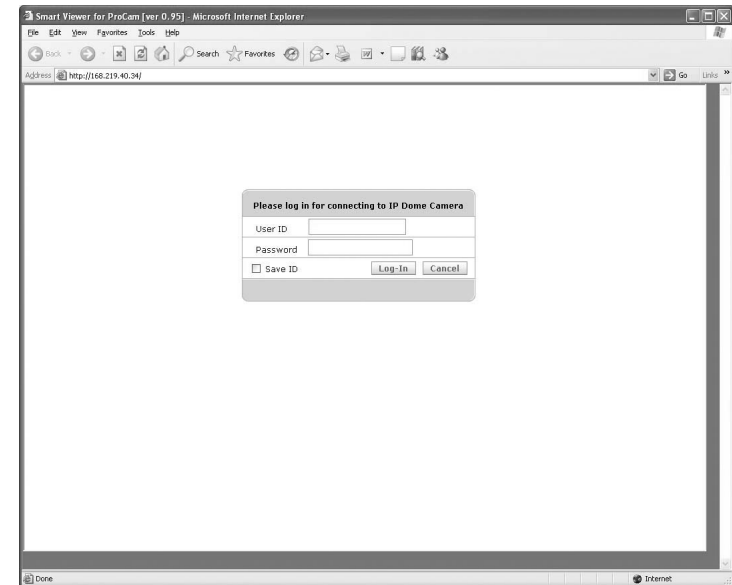 Smart Viewer for ProCam [ver 0.95] - Microsoft Internet Explorer
File Edit View Favorites Tools Help
Back Search Favorites
Address http://168.219.40.34/ Go Links »
Please log in for connecting to IP Dome Camera
User ID
Password
Save ID Log-In Cancel
Done Internet